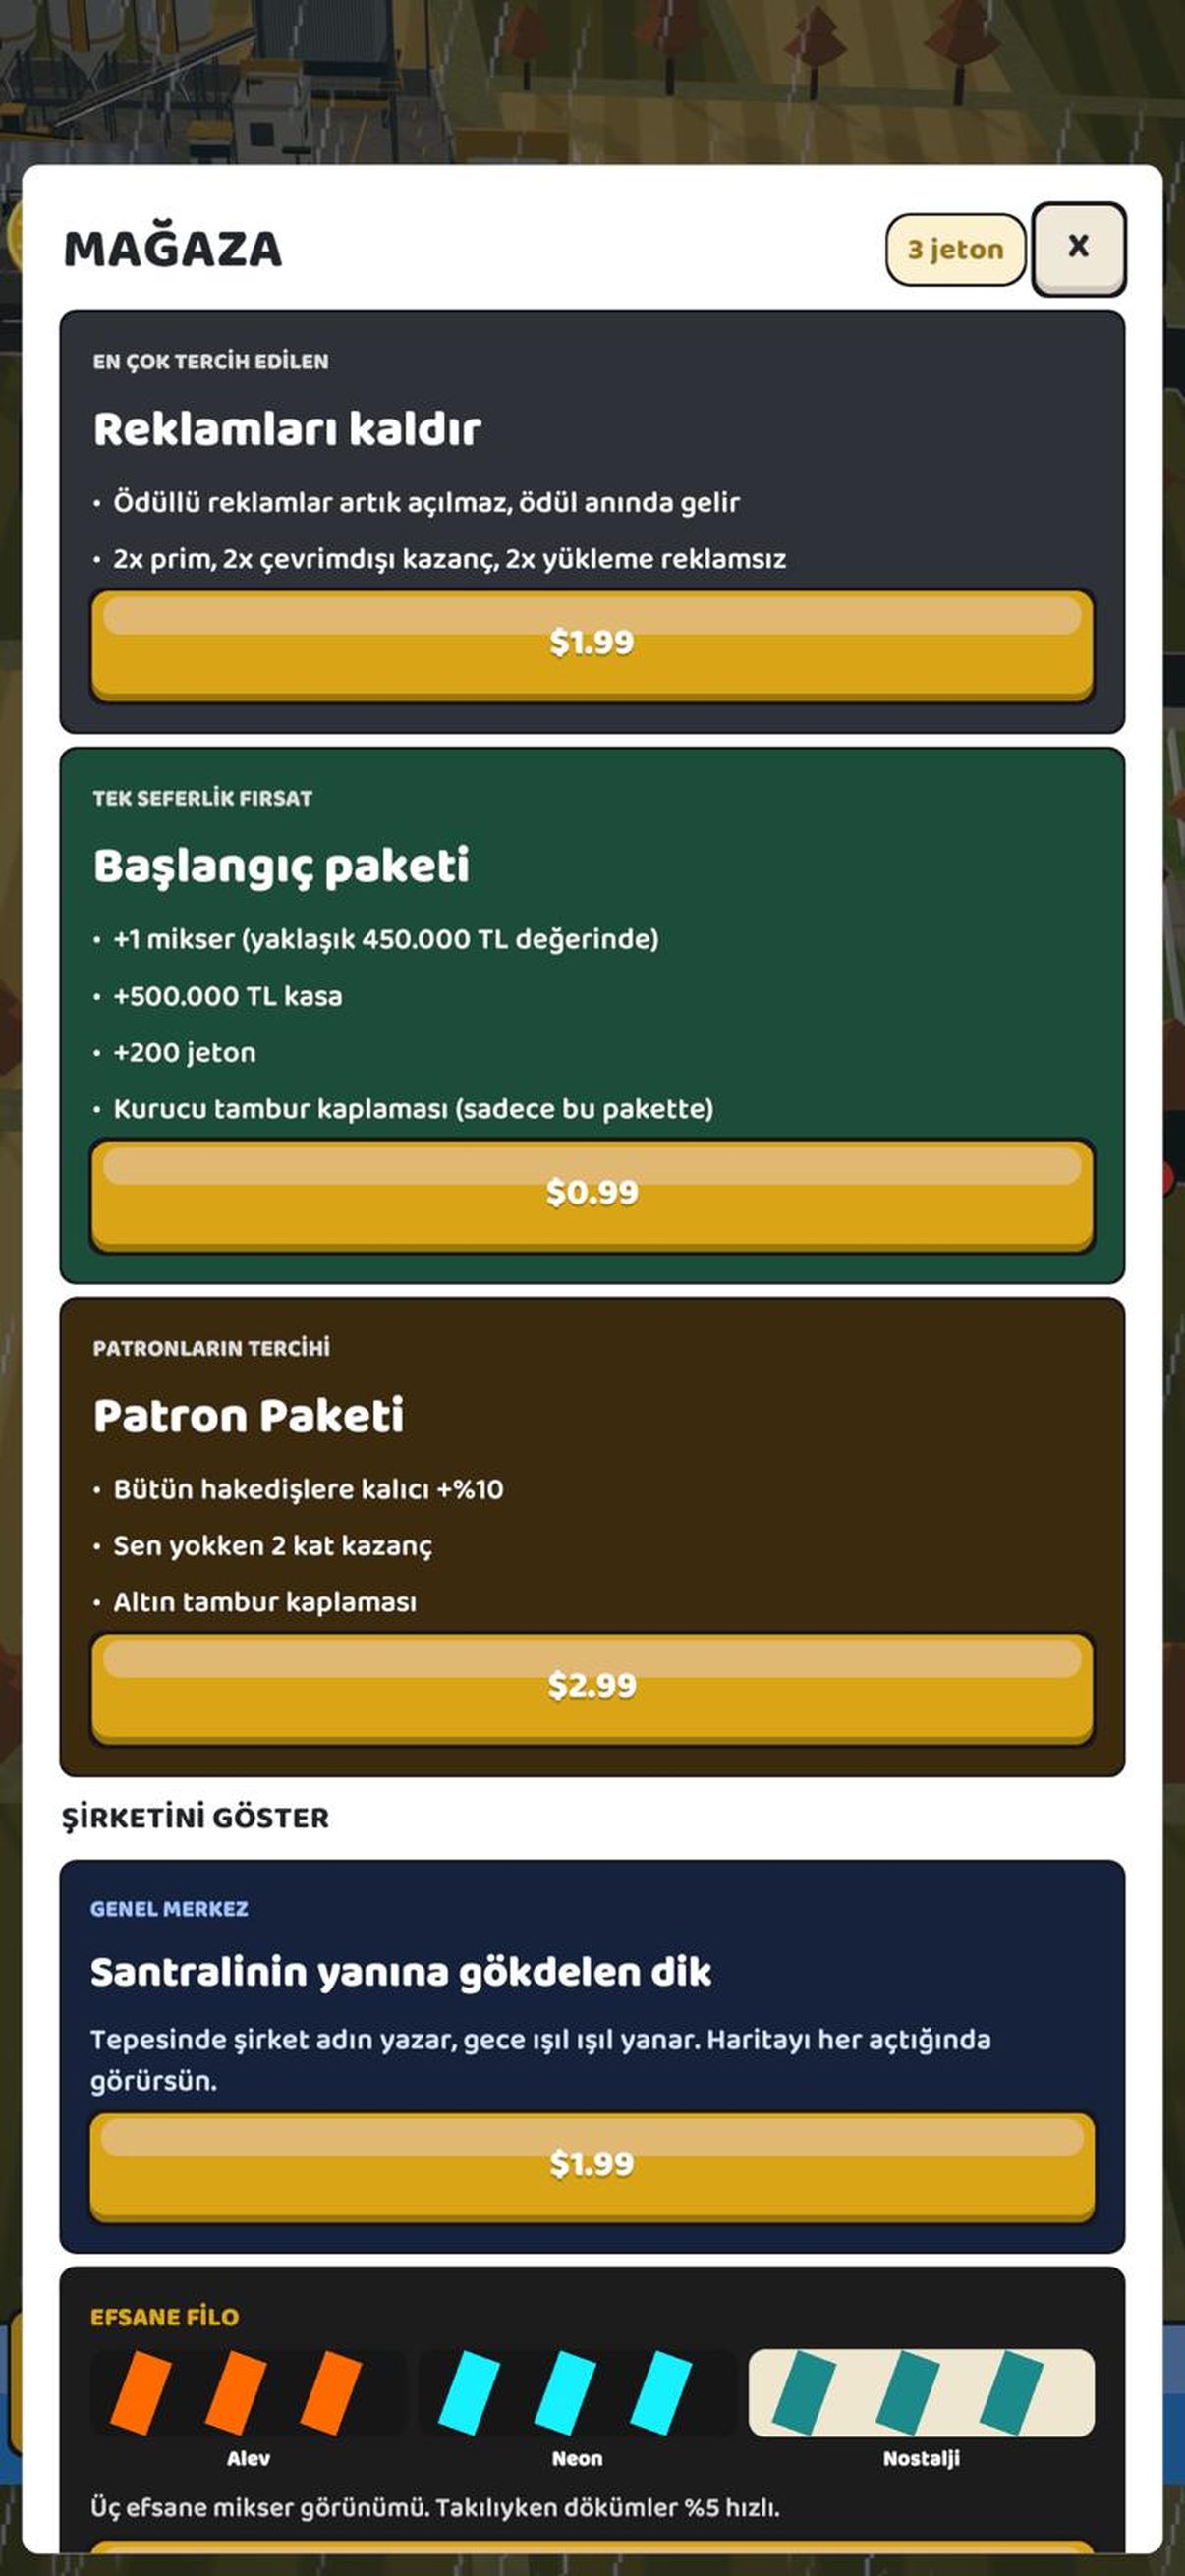 MAĞAZA
3 jeton
X
EN ÇOK TERCİH EDİLEN
Reklamları kaldır
• Ödüllü reklamlar artık açılmaz, ödül anında gelir
• 2x prim, 2x çevrimdışı kazanç, 2x yükleme reklamsız
$1.99
TEK SEFERLİK FIRSAT
Başlangıç paketi
• +1 mikser (yaklaşık 450.000 TL değerinde)
• +500.000 TL kasa
• +200 jeton
• Kurucu tambur kaplaması (sadece bu pakette)
$0.99
PATRONLARIN TERCİHİ
Patron Paketi
• Bütün hakedişlere kalıcı +%10
• Sen yokken 2 kat kazanç
• Altın tambur kaplaması
$2.99
ŞİRKETİNİ GÖSTER
GENEL MERKEZ
Santralinin yanına gökdelen dik
Tepesinde şirket adın yazar, gece ışıl ışıl yanar. Haritayı her açtığında
görürsün.
$1.99
EFSANE FİLO
Alev
Neon
Nostalji
Üç efsane mikser görünümü. Takılıyken dökümler %5 hızlı.